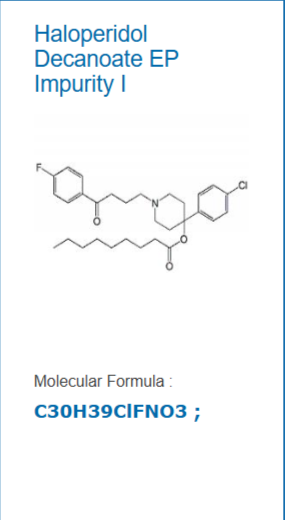 Haloperidol
Decanoate EP
Impurity I
F
N
Cl
O
O
O
Molecular Formula :
C30H39ClFNO3 ;